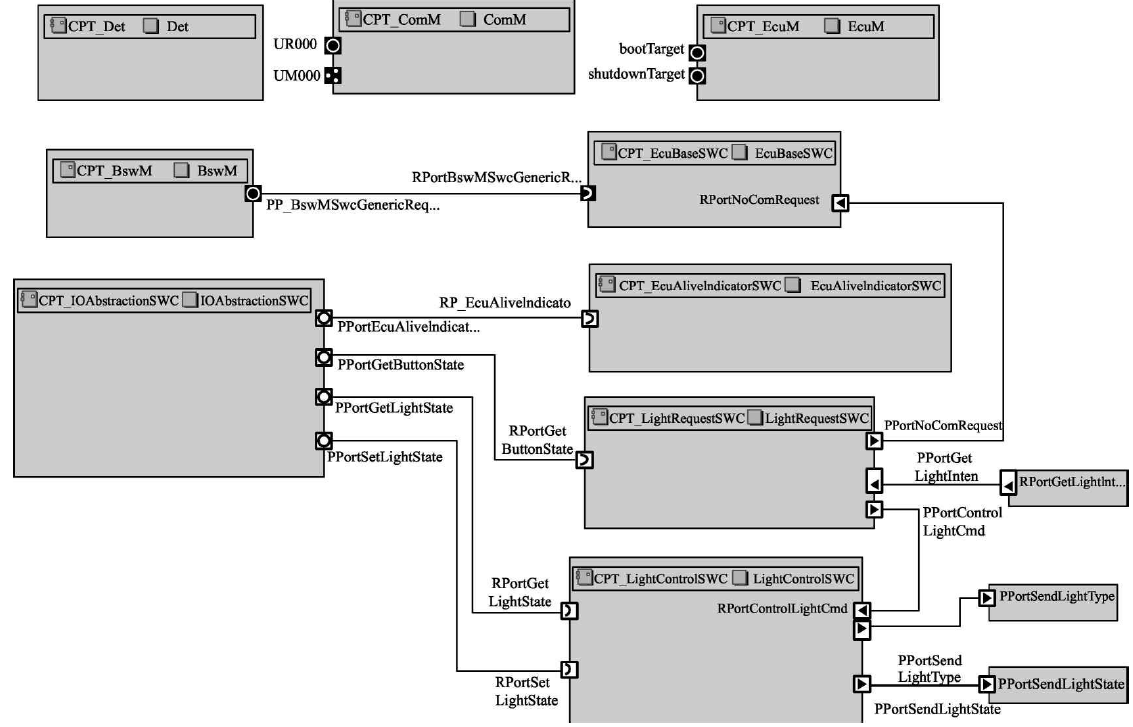 CPT_Det Det
CPT_ComM ComM
UR000
UM000
CPT_EcuM EcuM
bootTarget
shutdownTarget
CPT_BswM BswM
PP_BswMSwcGenericReq...
RPortBswMSwcGenericR...
CPT_EcuBaseSWC EcuBaseSWC
RPortNoComRequest
CPT_IOAbstractionSWC IOAbstractionSWC
PPortEcuAliveIndicat...
PPortGetButtonState
PPortGetLightState
PPortSetLightState
RP_EcuAliveIndicato
CPT_EcuAliveIndicatorSWC EcuAliveIndicatorSWC
RPortGet
ButtonState
CPT_LightRequestSWC LightRequestSWC
PPortNoComRequest
PPortGet
LightInten
RPortGetLightInt...
PPortControl
LightCmd
RPortGet
LightState
RPortSet
LightState
CPT_LightControlSWC LightControlSWC
RPortControlLightCmd
PPortSendLightType
PPortSend
LightType
PPortSendLightState
PPortSendLightState